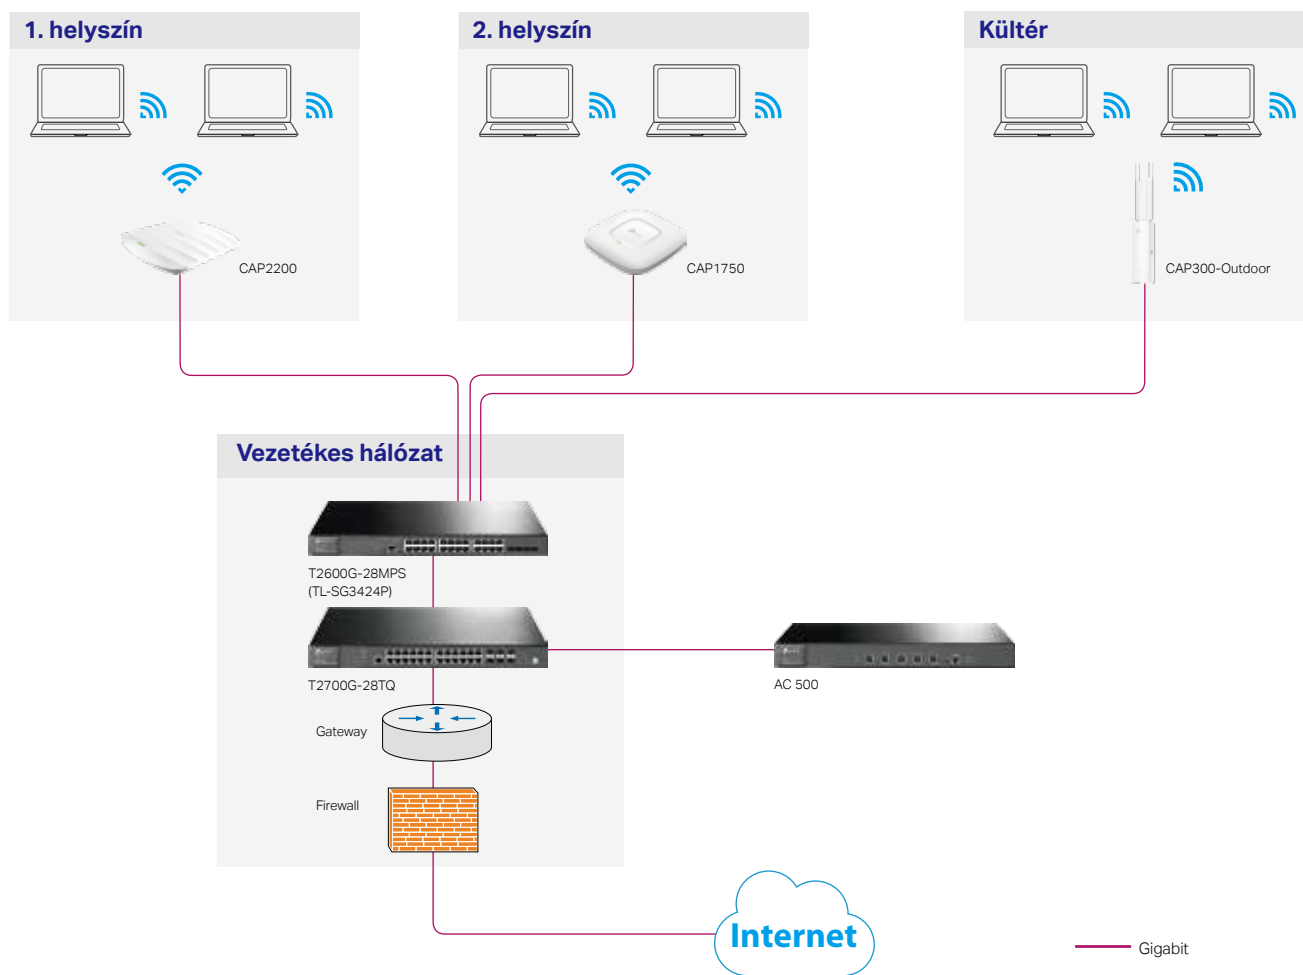 1. helyszín
2. helyszín
Kültér
CAP2200
CAP1750
CAP300-Outdoor
Vezetékes hálózat
T2600G-28MPS
(TL-SG3424P)
T2700G-28TQ
AC 500
Gateway
Firewall
Internet
Gigabit